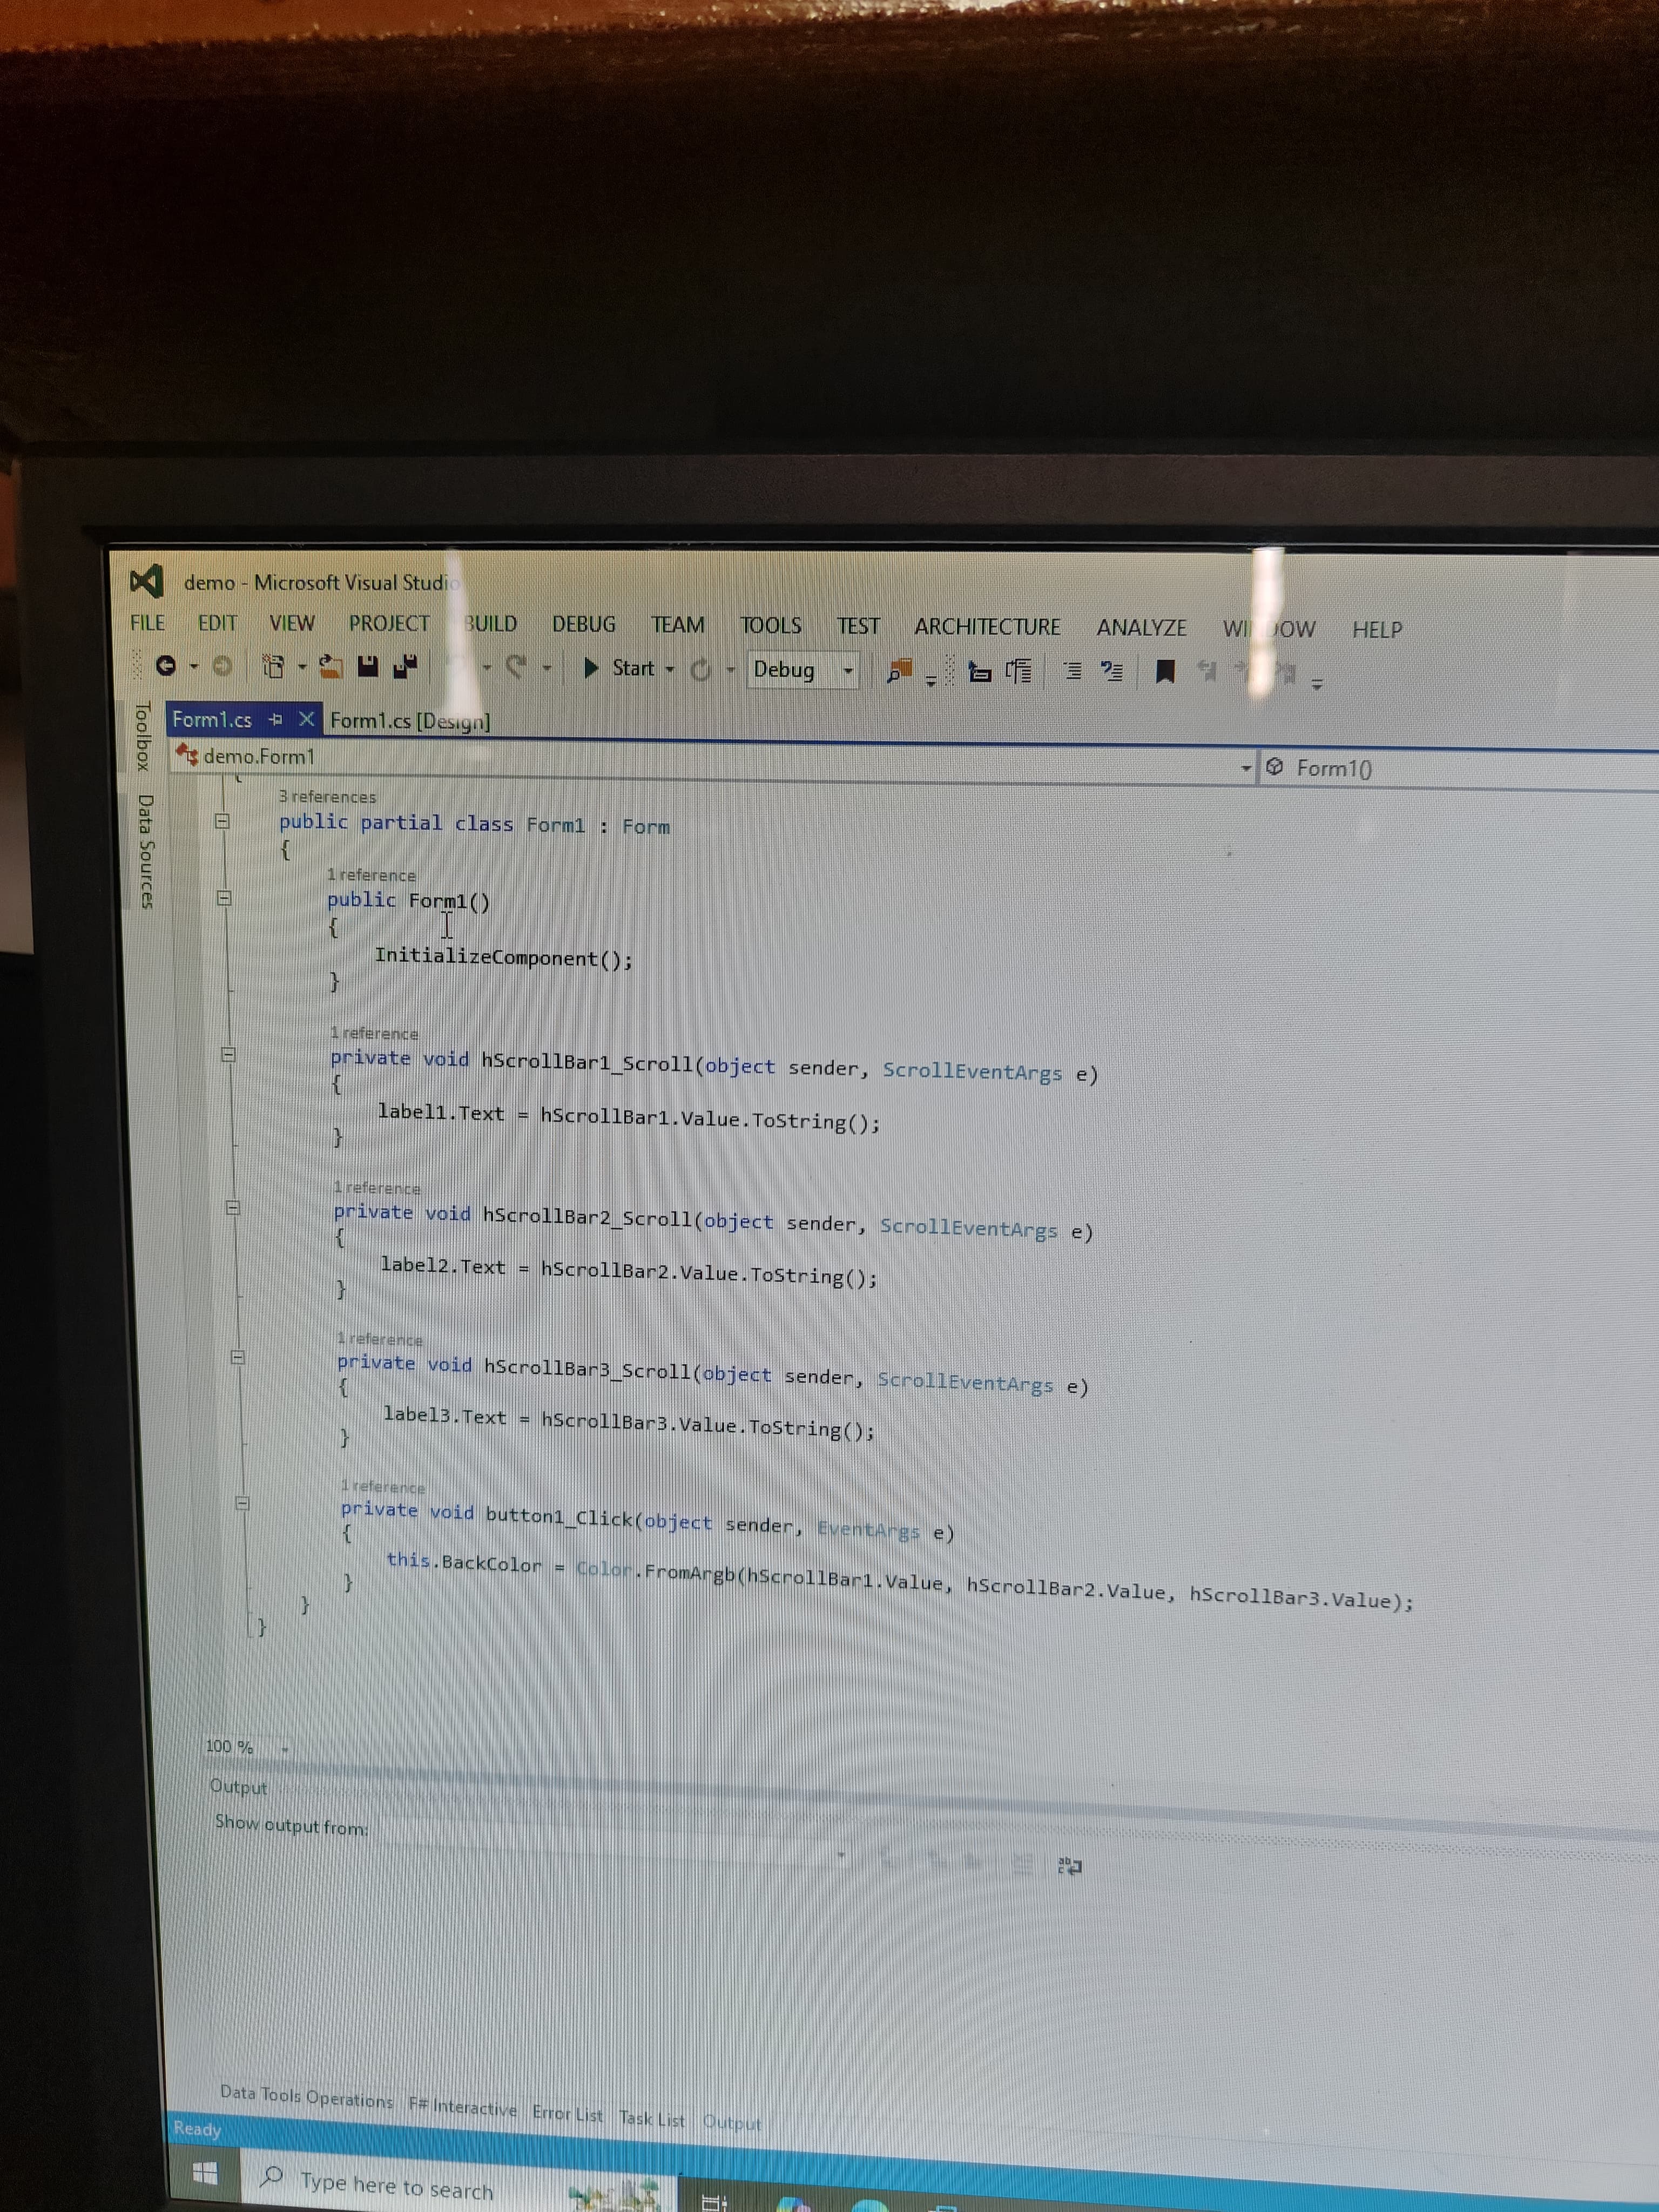 demo - Microsoft Visual Studio
FILE EDIT VIEW PROJECT BUILD DEBUG TEAM TOOLS TEST ARCHITECTURE ANALYZE WINDOW HELP
Start Debug
Toolbox
Data Sources
Form1.cs Form1.cs [Design]
demo.Form1 Form1()
{
3 references
public partial class Form1 : Form
{
1 reference
public Form1()
{
InitializeComponent();
}
1 reference
private void hScrollBar1_Scroll(object sender, ScrollEventArgs e)
{
label1.Text = hScrollBar1.Value.ToString();
}
1 reference
private void hScrollBar2_Scroll(object sender, ScrollEventArgs e)
{
label2.Text = hScrollBar2.Value.ToString();
}
1 reference
private void hScrollBar3_Scroll(object sender, ScrollEventArgs e)
{
label3.Text = hScrollBar3.Value.ToString();
}
1 reference
private void button1_Click(object sender, EventArgs e)
{
this.BackColor = Color.FromArgb(hScrollBar1.Value, hScrollBar2.Value, hScrollBar3.Value);
}
}
}
100 %
Output
Show output from:
Data Tools Operations F# Interactive Error List Task List Output
Ready
Type here to search